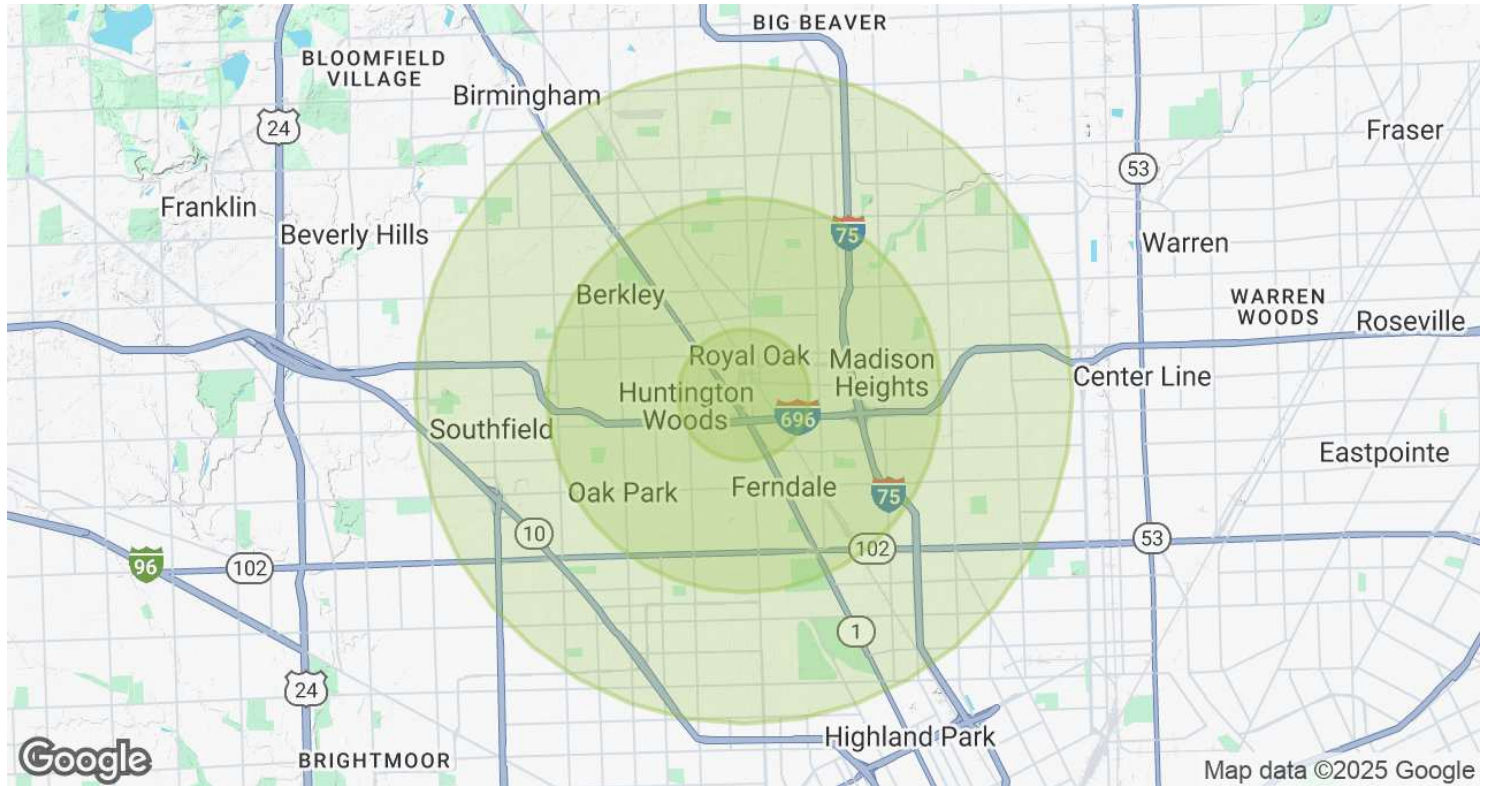 BIG BEAVER
BLOOMFIELD
VILLAGE
Birmingham
24
Fraser
53
Franklin
Beverly Hills
75
Warren
Berkley
WARREN
WOODS
Roseville
Royal Oak
Madison
Heights
Huntington
Woods
Center Line
696
Southfield
Eastpointe
Oak Park
Ferndale
75
10
102
53
96
102
1
24
Highland Park
BRIGHTMOOR
Google
Map data ©2025 Google